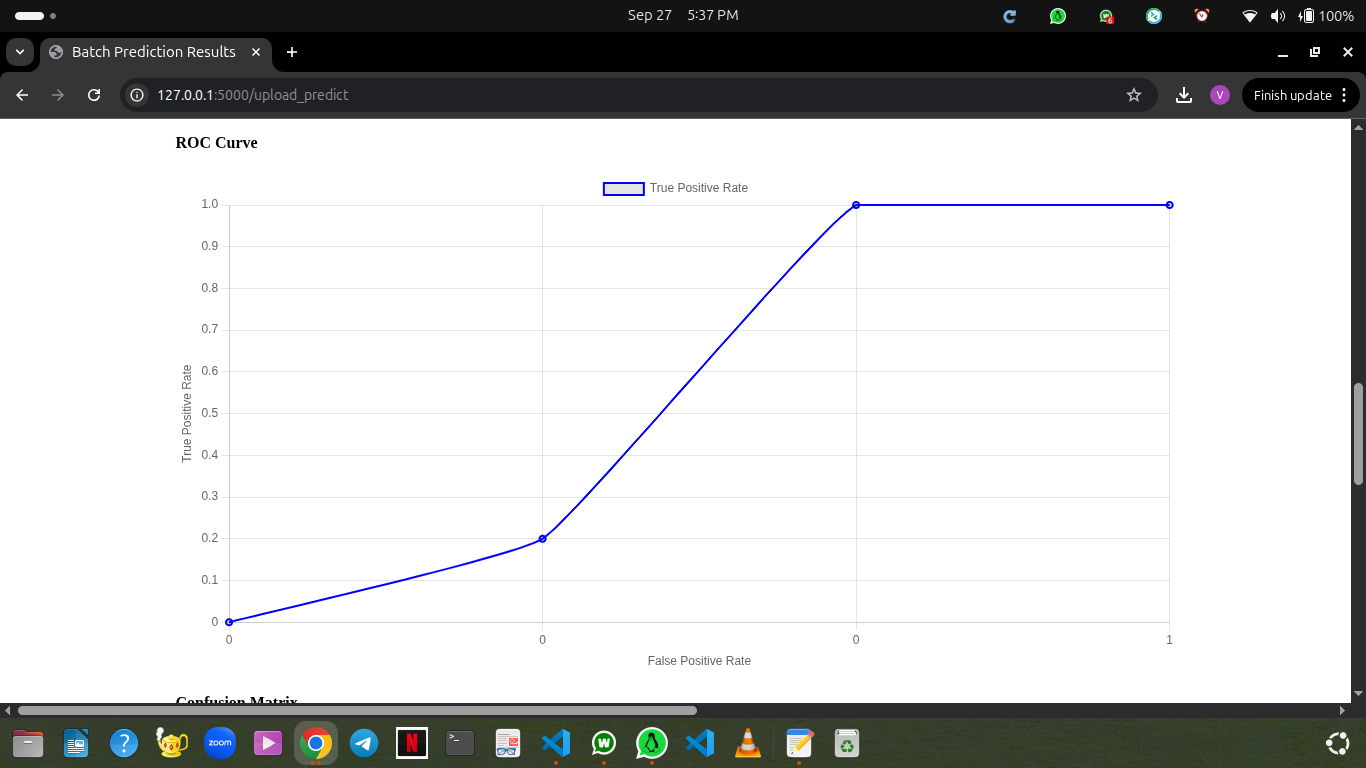 Sep 27 5:37 PM
100%
Batch Prediction Results
127.0.0.1:5000/upload_predict
V
Finish update
ROC Curve
True Positive Rate
1.0
0.9
0.8
0.7
0.6
0.5
0.4
0.3
0.2
0.1
0
True Positive Rate
0 0 0 1
False Positive Rate
Confusion Matrix
zoom
N
W